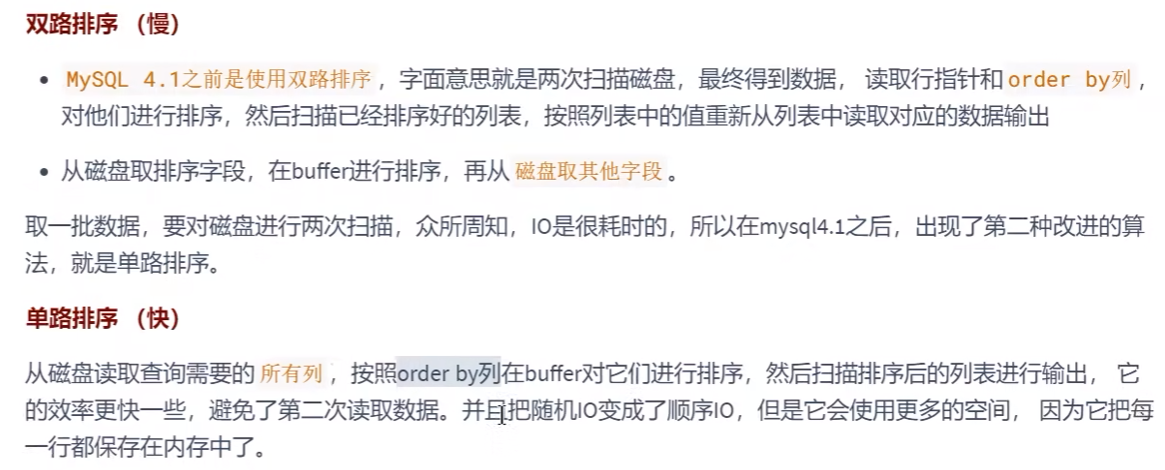 双路排序 （慢）
• MySQL 4.1之前是使用双路排序 ，字面意思就是两次扫描磁盘，最终得到数据， 读取行指针和 order by列 ，
对他们进行排序，然后扫描已经排序好的列表，按照列表中的值重新从列表中读取对应的数据输出
• 从磁盘取排序字段，在buffer进行排序，再从 磁盘取其他字段 。
取一批数据，要对磁盘进行两次扫描，众所周知，IO是很耗时的，所以在mysql4.1之后，出现了第二种改进的算
法，就是单路排序。
单路排序 （快）
从磁盘读取查询需要的 所有列 ，按照order by列在buffer对它们进行排序，然后扫描排序后的列表进行输出， 它
的效率更快一些，避免了第二次读取数据。并且把随机IO变成了顺序IO，但是它会使用更多的空间， 因为它把每
一行都保存在内存中了。